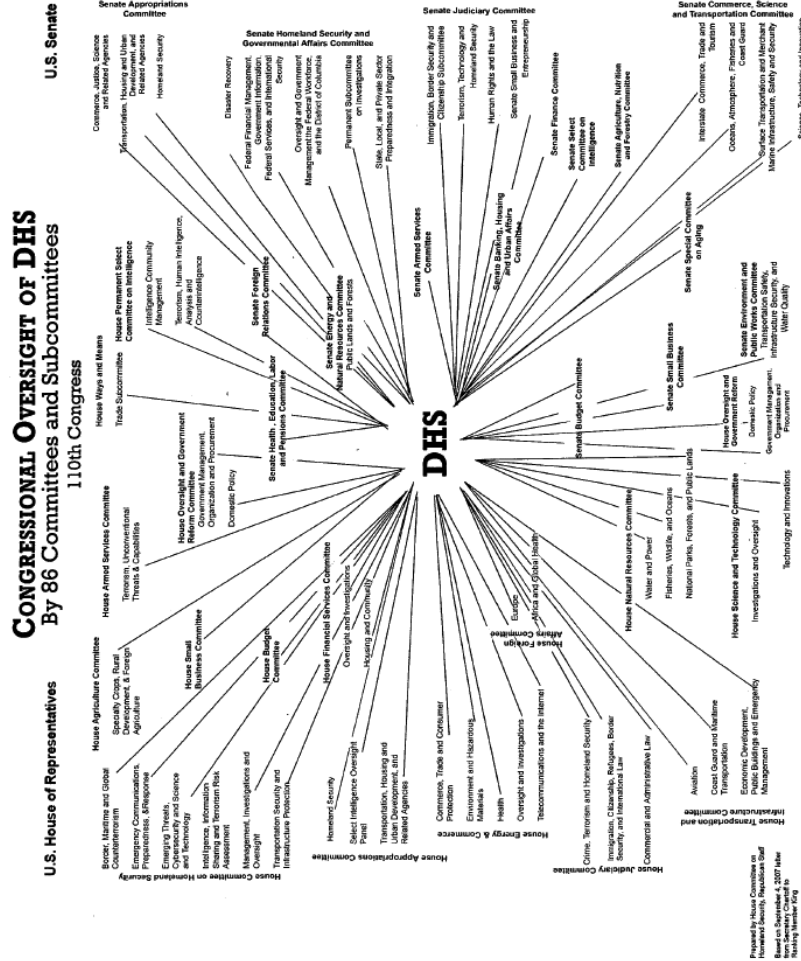 CONGRESSIONAL OVERSIGHT OF DHS
By 86 Committees and Subcommittees
110th Congress
U.S. House of Representatives
U.S. Senate
DHS
House Committee on Homeland Security
Border, Maritime and Global
Counterterrorism
Emergency Communications,
Preparedness, &Response
Emerging Threats,
Cybersecurity and Science
and Technology
Intelligence, Information
Sharing and Terrorism Risk
Assessment
Management, Investigations and
Oversight
Transportation Security and
Infrastructure Protection
House Agriculture Committee
Specialty Crops, Rural
Development, & Foreign
Agriculture
House Armed Services Committee
Terrorism, Unconventional
Threats & Capabilities
House Ways and Means
Trade Subcommittee
House Permanent Select
Committee on Intelligence
Intelligence Community
Management
Terrorism, Human Intelligence,
Analysis and
Counterintelligence
House Small
Business Committee
House Oversight and Government
Reform Committee
Government Management,
Organization and Procurement
Domestic Policy
House Budget
Committee
House Financial Services Committee
Oversight and Investigations
Housing and Community
House Appropriations Committee
Homeland Security
Select Intelligence Oversight
Panel
Transportation, Housing and
Urban Development, and
Related Agencies
House Energy & Commerce
Commerce, Trade and Consumer
Protection
Environment and Hazardous
Materials
Health
Oversight and Investigations
Telecommunications and the Internet
House Foreign
Affairs Committee
Europe
Africa and Global Health
House Judiciary Committee
Crime, Terrorism and Homeland Security
Immigration, Citizenship, Refugees, Border
Security, and International Law
Commercial and Administrative Law
House Transportation and
Infrastructure Committee
Aviation
Coast Guard and Maritime
Transportation
Economic Development,
Public Buildings and Emergency
Management
House Natural Resources Committee
Water and Power
Fisheries, Wildlife, and Oceans
National Parks, Forests, and Public Lands
House Science and Technology Committee
Investigations and Oversight
Technology and Innovations
House Oversight and
Government Reform
Domestic Policy
Government Management,
Organization and
Procurement
Senate Appropriations
Committee
Commerce, Justice, Science
and Related Agencies
Transportation, Housing and Urban
Development, and
Related Agencies
Homeland Security
Senate Homeland Security and
Governmental Affairs Committee
Disaster Recovery
Federal Financial Management,
Government Information,
Federal Services, and International
Security
Oversight and Government
Management,the Federal Workforce,
and the District of Columbia
Permanent Subcommittee
on Investigations
State, Local, and Private Sector
Preparedness and Integration
Senate Foreign
Relations Committee
Senate Energy and
Natural Resources Committee
Public Lands and Forests
Senate Health , Education, Labor
and Pensions Committee
Senate Judiciary Committee
Immigration, Border Security and
Citizenship Subcommittee
Terrorism, Technology and
Homeland Security
Human Rights and the Law
Senate Small Business and
Entrepreneurship
Senate Armed Services
Committee
Senate Banking, Housing
and Urban Affairs
Committee
Senate Finance Committee
Senate Select
Committee on
Intelligence
Senate Agriculture, Nutrition
and Forestry Committee
Senate Commerce, Science
and Transportation Committee
Interstate Commerce, Trade and
Tourism
Oceans, Atmosphere, Fisheries and
Coast Guard
Surface Transportation and Merchant
Marine Infrastructure, Safety and Security
Senate Special Committee
on Aging
Senate Environment and
Public Works Committee
Transportation Safety,
Infrastructure Security, and
Water Quality
Senate Small Business
Committee
Senate Budget Committee
Prepared by House Committee on
Homeland Security, Republican Staff
Based on September 4, 2007 letter
from Secretary Chertoff to
Ranking Member King